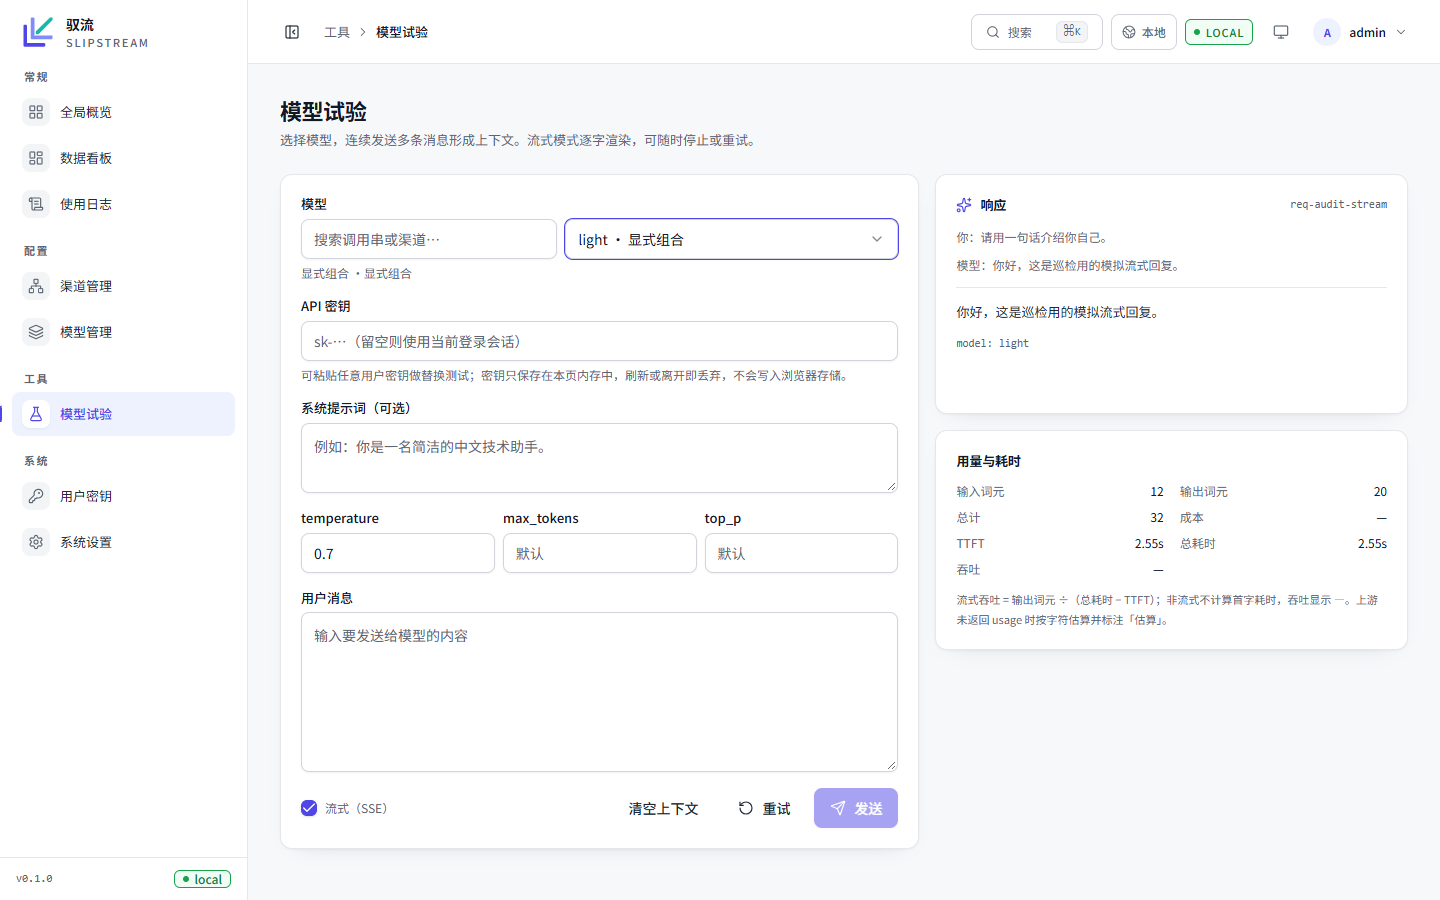 驭流
SLIPSTREAM
常规
全局概览
数据看板
使用日志
配置
渠道管理
模型管理
工具
模型试验
系统
用户密钥
系统设置
v0.1.0
local
工具 > 模型试验
搜索 ⌘K
本地
LOCAL
A admin
模型试验
选择模型，连续发送多条消息形成上下文。流式模式逐字渲染，可随时停止或重试。
模型
搜索调用串或渠道…
light · 显式组合
显式组合 · 显式组合
API 密钥
sk-…（留空则使用当前登录会话）
可粘贴任意用户密钥做替换测试；密钥只保存在本页内存中，刷新或离开即丢弃，不会写入浏览器存储。
系统提示词（可选）
例如：你是一名简洁的中文技术助手。
temperature max_tokens top_p
0.7 默认 默认
用户消息
输入要发送给模型的内容
流式（SSE）
清空上下文
重试
发送
响应 req-audit-stream
你：请用一句话介绍你自己。
模型：你好，这是巡检用的模拟流式回复。
你好，这是巡检用的模拟流式回复。
model: light
用量与耗时
输入词元 12 输出词元 20
总计 32 成本 —
TTFT 2.55s 总耗时 2.55s
吞吐 —
流式吞吐 = 输出词元 ÷（总耗时 − TTFT）；非流式不计算首字耗时，吞吐显示 —。上游
未返回 usage 时按字符估算并标注「估算」。